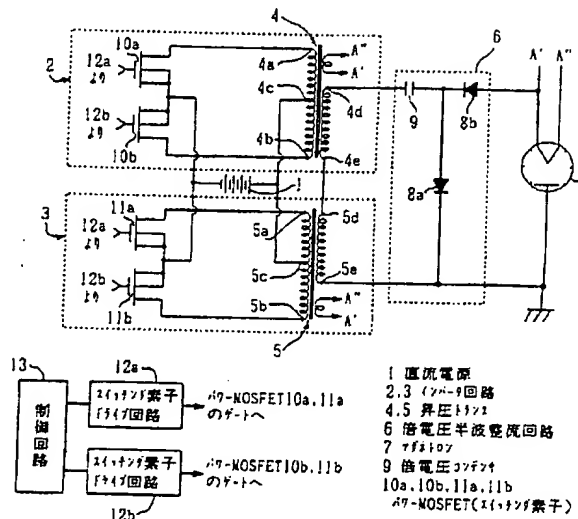 4
6
10a
A"
A'
A'
A"
12a
より
4a
2
4c
4d
12b
より
9
8b
10b
4b
4e
1
8a
11a
3
12a
より
5a
5d
12b
より
5c
5e
11b
5b
A"
A'
5
13
12a
制御回路
スイッチング素子
ドライブ回路
パワーMOSFET10a,11a
のゲートへ
スイッチング素子
ドライブ回路
パワーMOSFET10b,11b
のゲートへ
12b
1 直流電源
2,3 インバータ回路
4,5 昇圧トランス
6 倍電圧半波整流回路
7 マグネトロン
9 倍電圧コンデンサ
10a,10b,11a,11b
パワーMOSFET(スイッチング素子)